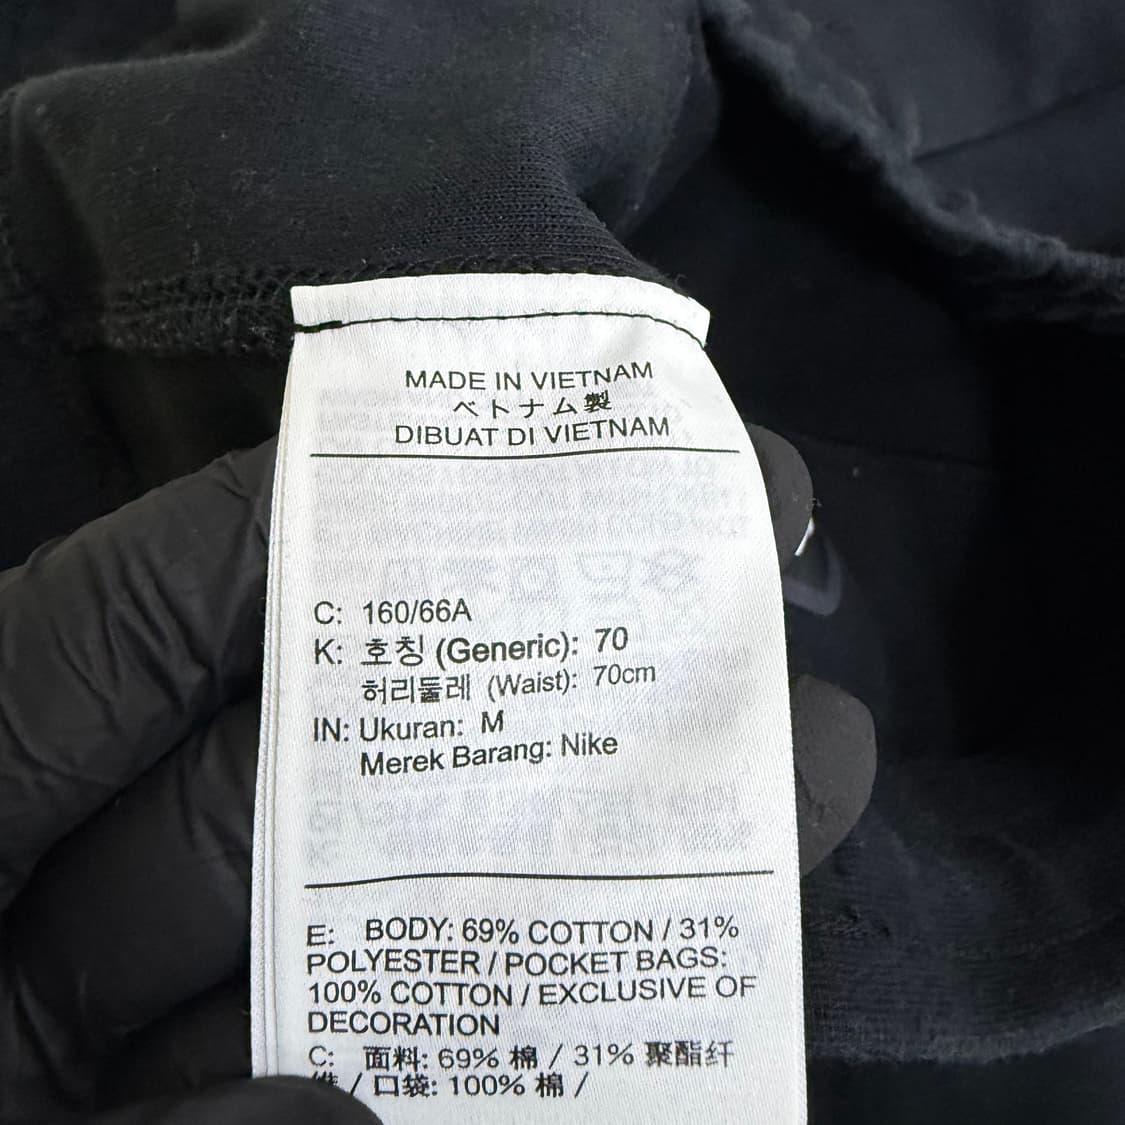 MADE IN VIETNAM
ベトナム製
DIBUAT DI VIETNAM
C: 160/66A
K: 호칭 (Generic): 70
허리둘레 (Waist): 70cm
IN: Ukuran: M
Merek Barang: Nike
E: BODY: 69% COTTON / 31%
POLYESTER / POCKET BAGS:
100% COTTON / EXCLUSIVE OF
DECORATION
C: 面料: 69% 棉 / 31% 聚酯纤
维 / 口袋: 100% 棉 /